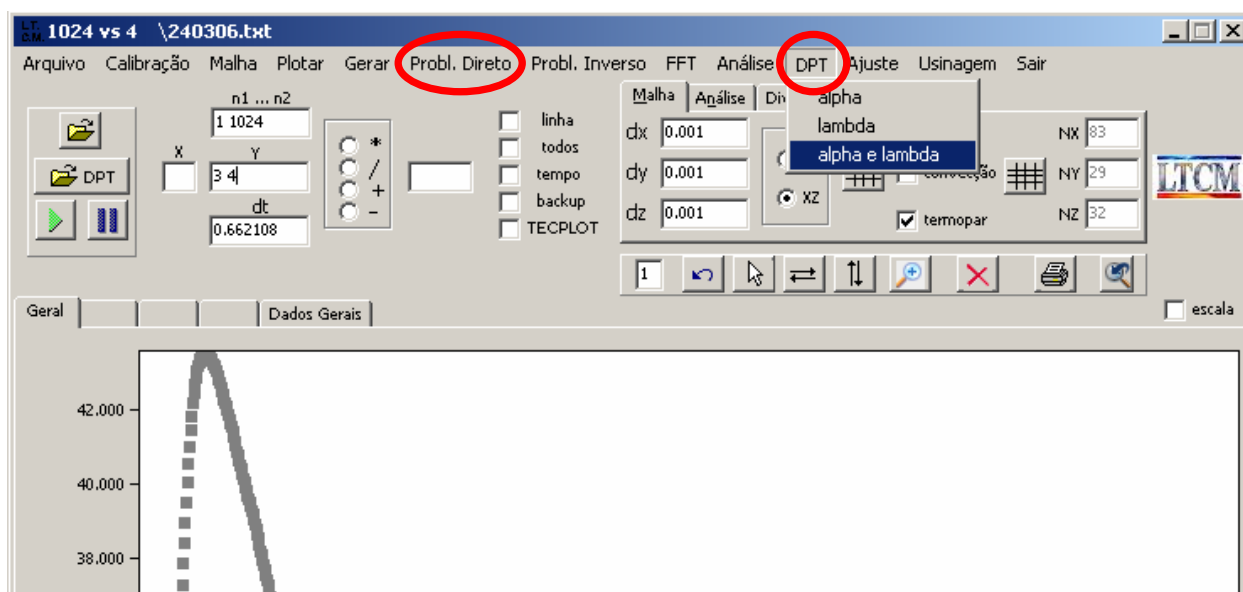 L.T. C.M. 1024 vs 4 \240306.txt
Arquivo Calibração Malha Plotar Gerar Probl. Direto Probl. Inverso FFT Análise DPT Ajuste Usinagem Sair
n1 ... n2
1 1024
X Y
3 4
dt
0.662108
DPT
*
/
+
-
linha
todos
tempo
backup
TECPLOT
Malha Análise Div
dx 0.001
dy 0.001
dz 0.001
XZ
alpha
lambda
alpha e lambda
convecção
termopar
NX 83
NY 29
NZ 32
LTCM
1
Geral Dados Gerais
escala
42.000
40.000
38.000